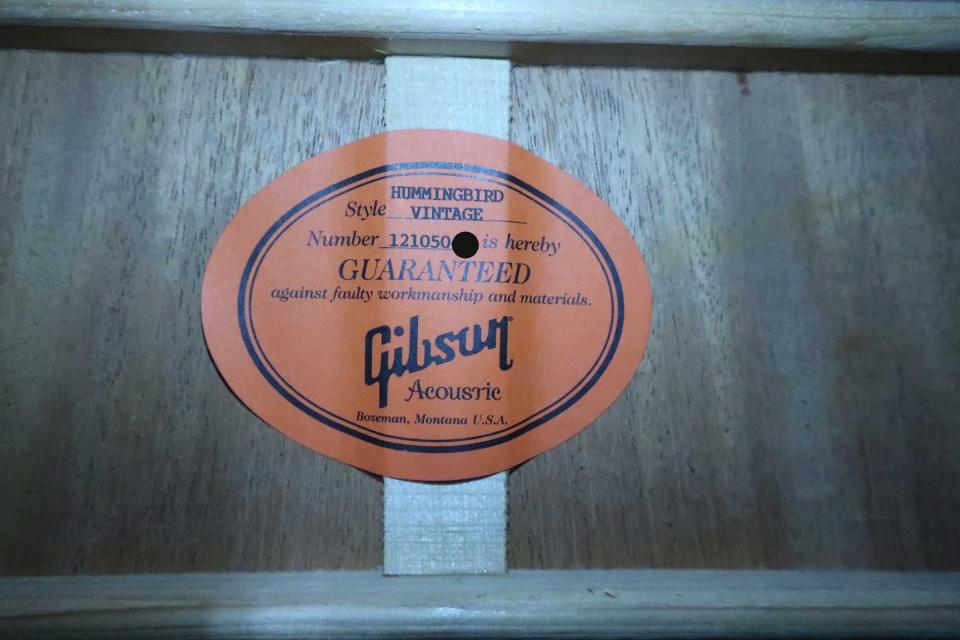 HUMMINGBIRD
Style VINTAGE
Number 121050 is hereby
GUARANTEED
against faulty workmanship and materials.
Gibson
Acoustic
Bozeman, Montana U.S.A.